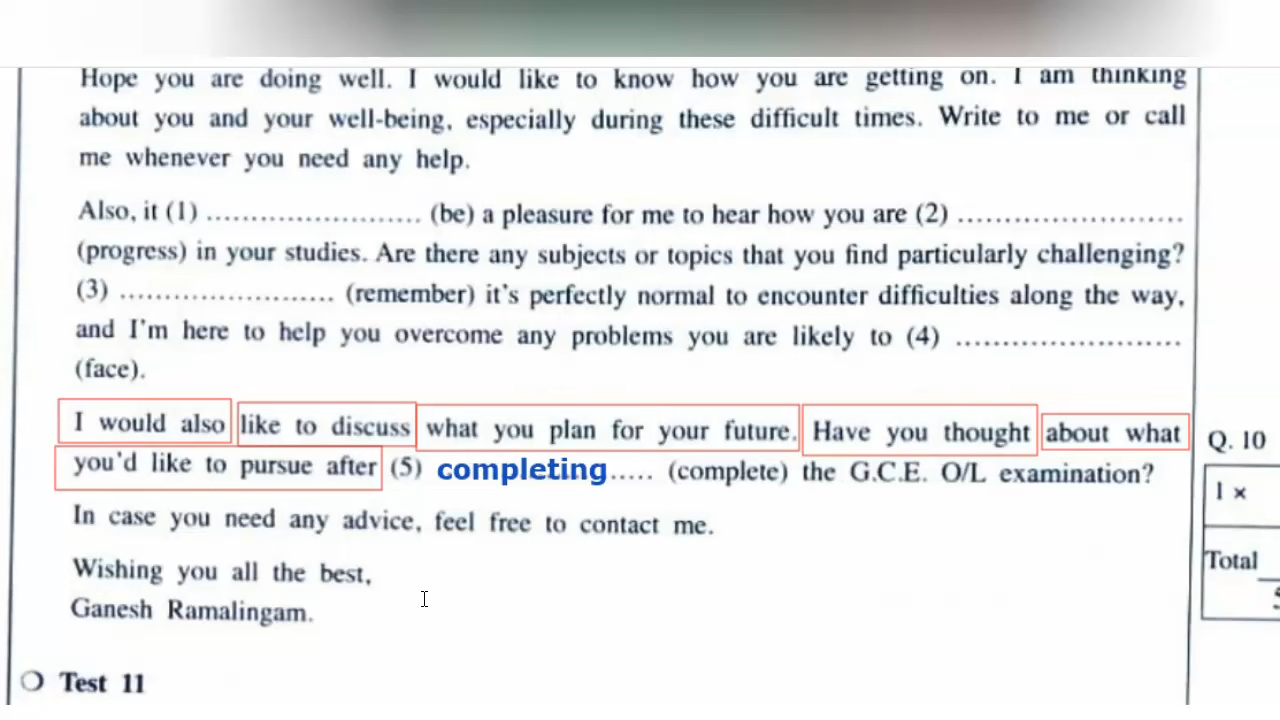 Hope you are doing well. I would like to know how you are getting on. I am thinking
about you and your well-being, especially during these difficult times. Write to me or call
me whenever you need any help.
Also, it (1) ........................ (be) a pleasure for me to hear how you are (2) ........................
(progress) in your studies. Are there any subjects or topics that you find particularly challenging?
(3) ........................ (remember) it's perfectly normal to encounter difficulties along the way,
and I'm here to help you overcome any problems you are likely to (4) ........................
(face).
I would also like to discuss what you plan for your future. Have you thought about what
you'd like to pursue after (5) completing..... (complete) the G.C.E. O/L examination?
In case you need any advice, feel free to contact me.
Wishing you all the best,
Ganesh Ramalingam.
Test 11
Q. 10
1 ×
Total